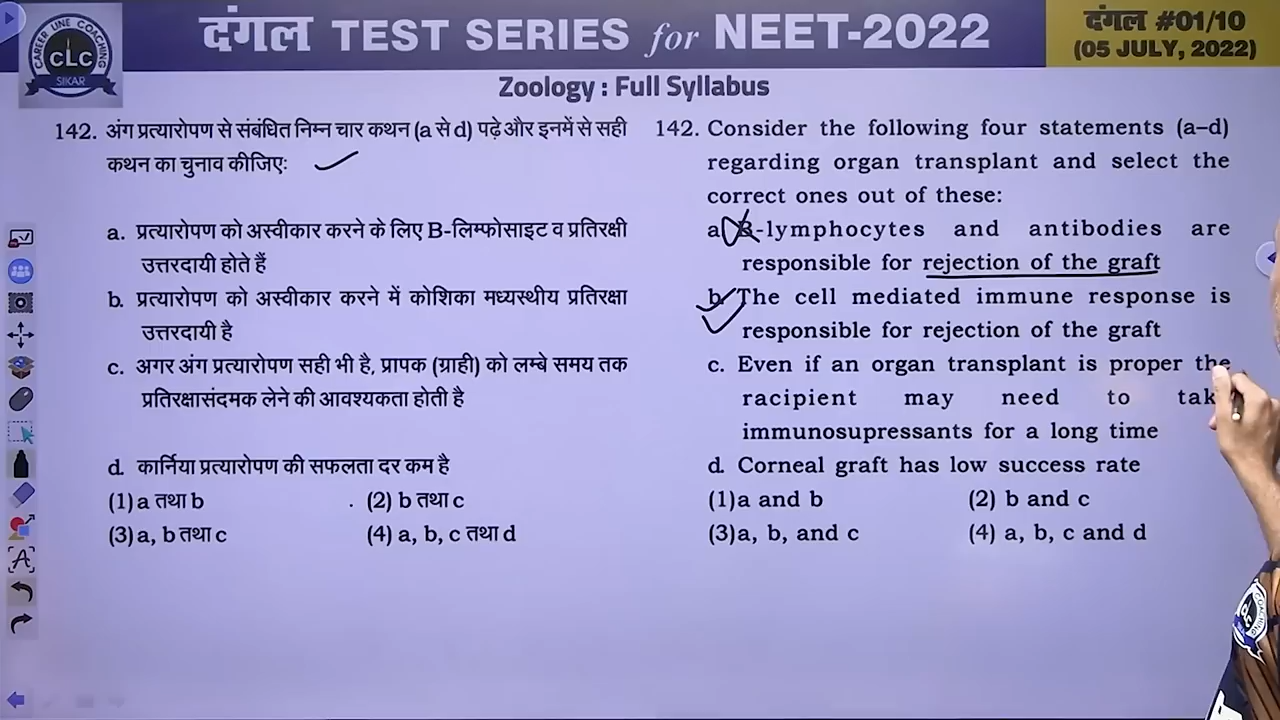 दंगल TEST SERIES for NEET-2022
दंगल #01/10
(05 JULY, 2022)
CAREER LINE COACHING
CLC
SIKAR
Zoology : Full Syllabus
142. अंग प्रत्यारोपण से संबंधित निम्न चार कथन (a से d) पढ़े और इनमें से सही
कथन का चुनाव कीजिएः
a. प्रत्यारोपण को अस्वीकार करने के लिए B-लिम्फोसाइट व प्रतिरक्षी
उत्तरदायी होते हैं
b. प्रत्यारोपण को अस्वीकार करने में कोशिका मध्यस्थीय प्रतिरक्षा
उत्तरदायी है
c. अगर अंग प्रत्यारोपण सही भी है, प्रापक (ग्राही) को लम्बे समय तक
प्रतिरक्षासंदमक लेने की आवश्यकता होती है
d. कार्निया प्रत्यारोपण की सफलता दर कम है
(1) a तथा b (2) b तथा c
(3) a, b तथा c (4) a, b, c तथा d
142. Consider the following four statements (a–d)
regarding organ transplant and select the
correct ones out of these:
a B-lymphocytes and antibodies are
responsible for rejection of the graft
b. The cell mediated immune response is
responsible for rejection of the graft
c. Even if an organ transplant is proper the
racipient may need to tak
immunosupressants for a long time
d. Corneal graft has low success rate
(1)a and b (2) b and c
(3)a, b, and c (4) a, b, c and d